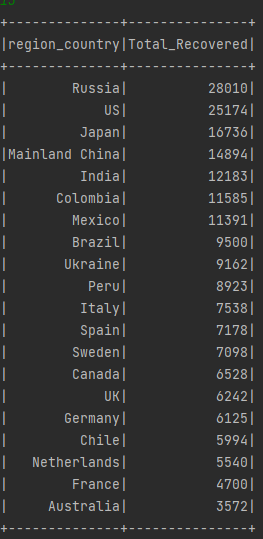 15
+--------------+---------------+
|region_country|Total_Recovered|
+--------------+---------------+
|        Russia|          28010|
|            US|          25174|
|         Japan|          16736|
|Mainland China|          14894|
|         India|          12183|
|      Colombia|          11585|
|        Mexico|          11391|
|        Brazil|           9500|
|       Ukraine|           9162|
|          Peru|           8923|
|         Italy|           7538|
|         Spain|           7178|
|        Sweden|           7098|
|        Canada|           6528|
|            UK|           6242|
|       Germany|           6125|
|         Chile|           5994|
|   Netherlands|           5540|
|        France|           4700|
|     Australia|           3572|
+--------------+---------------+